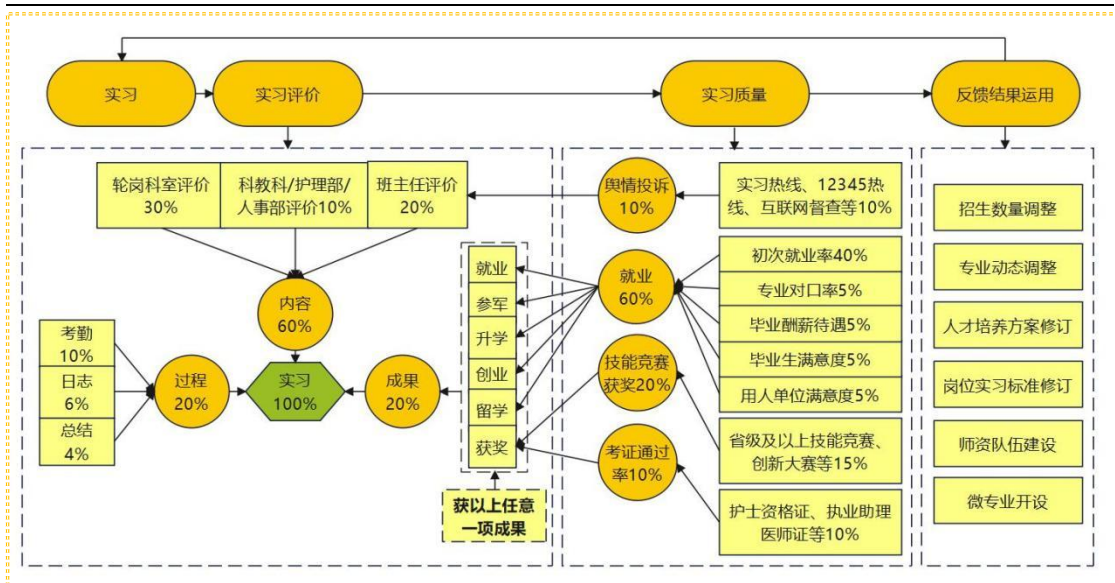 实习
实习评价
实习质量
反馈结果运用
轮岗科室评价
30%
科教科/护理部/
人事部评价10%
班主任评价
20%
内容
60%
考勤
10%
日志
6%
总结
4%
过程
20%
实习
100%
成果
20%
就业
参军
升学
创业
留学
获奖
获以上任意
一项成果
舆情投诉
10%
就业
60%
技能竞赛
获奖20%
考证通过
率10%
实习热线、12345热
线、互联网督查等10%
初次就业率40%
专业对口率5%
毕业酬薪待遇5%
毕业生满意度5%
用人单位满意度5%
省级及以上技能竞赛、
创新大赛等15%
护士资格证、执业助理
医师证等10%
招生数量调整
专业动态调整
人才培养方案修订
岗位实习标准修订
师资队伍建设
微专业开设